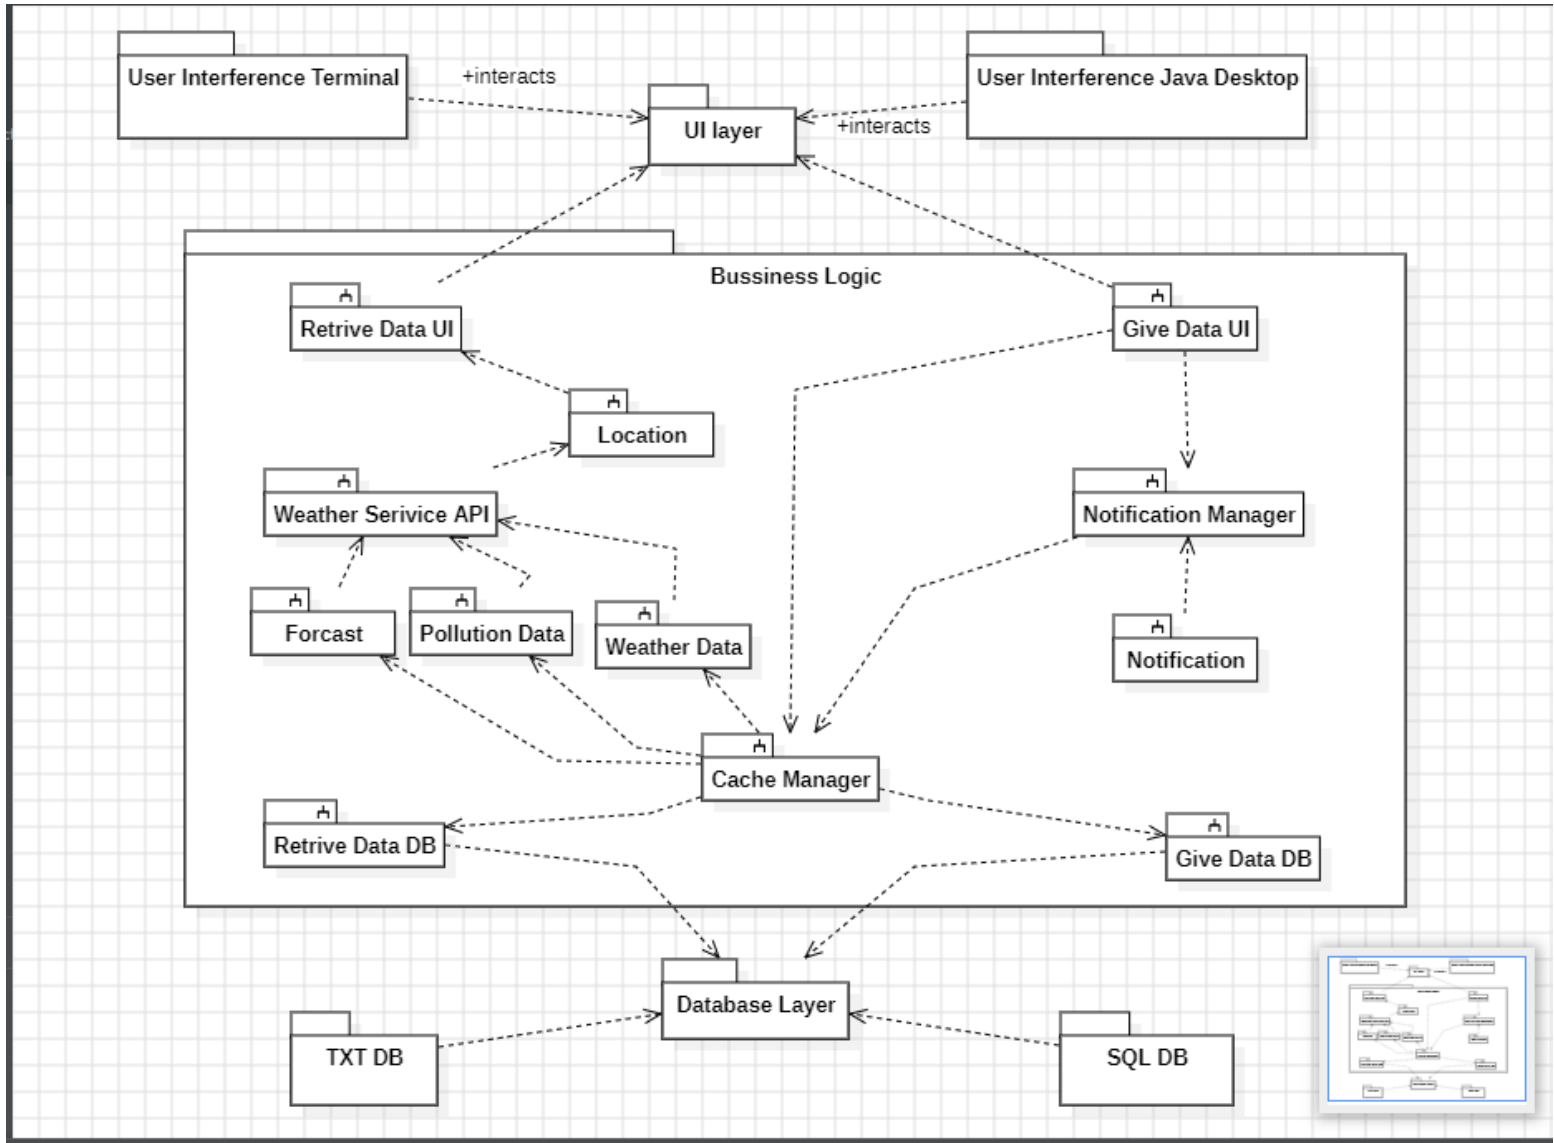 User Interference Terminal
+interacts
User Interference Java Desktop
UI layer
+interacts
Bussiness Logic
Retrive Data UI
Give Data UI
Location
Weather Serivice API
Notification Manager
Forcast
Pollution Data
Weather Data
Notification
Cache Manager
Retrive Data DB
Give Data DB
Database Layer
TXT DB
SQL DB